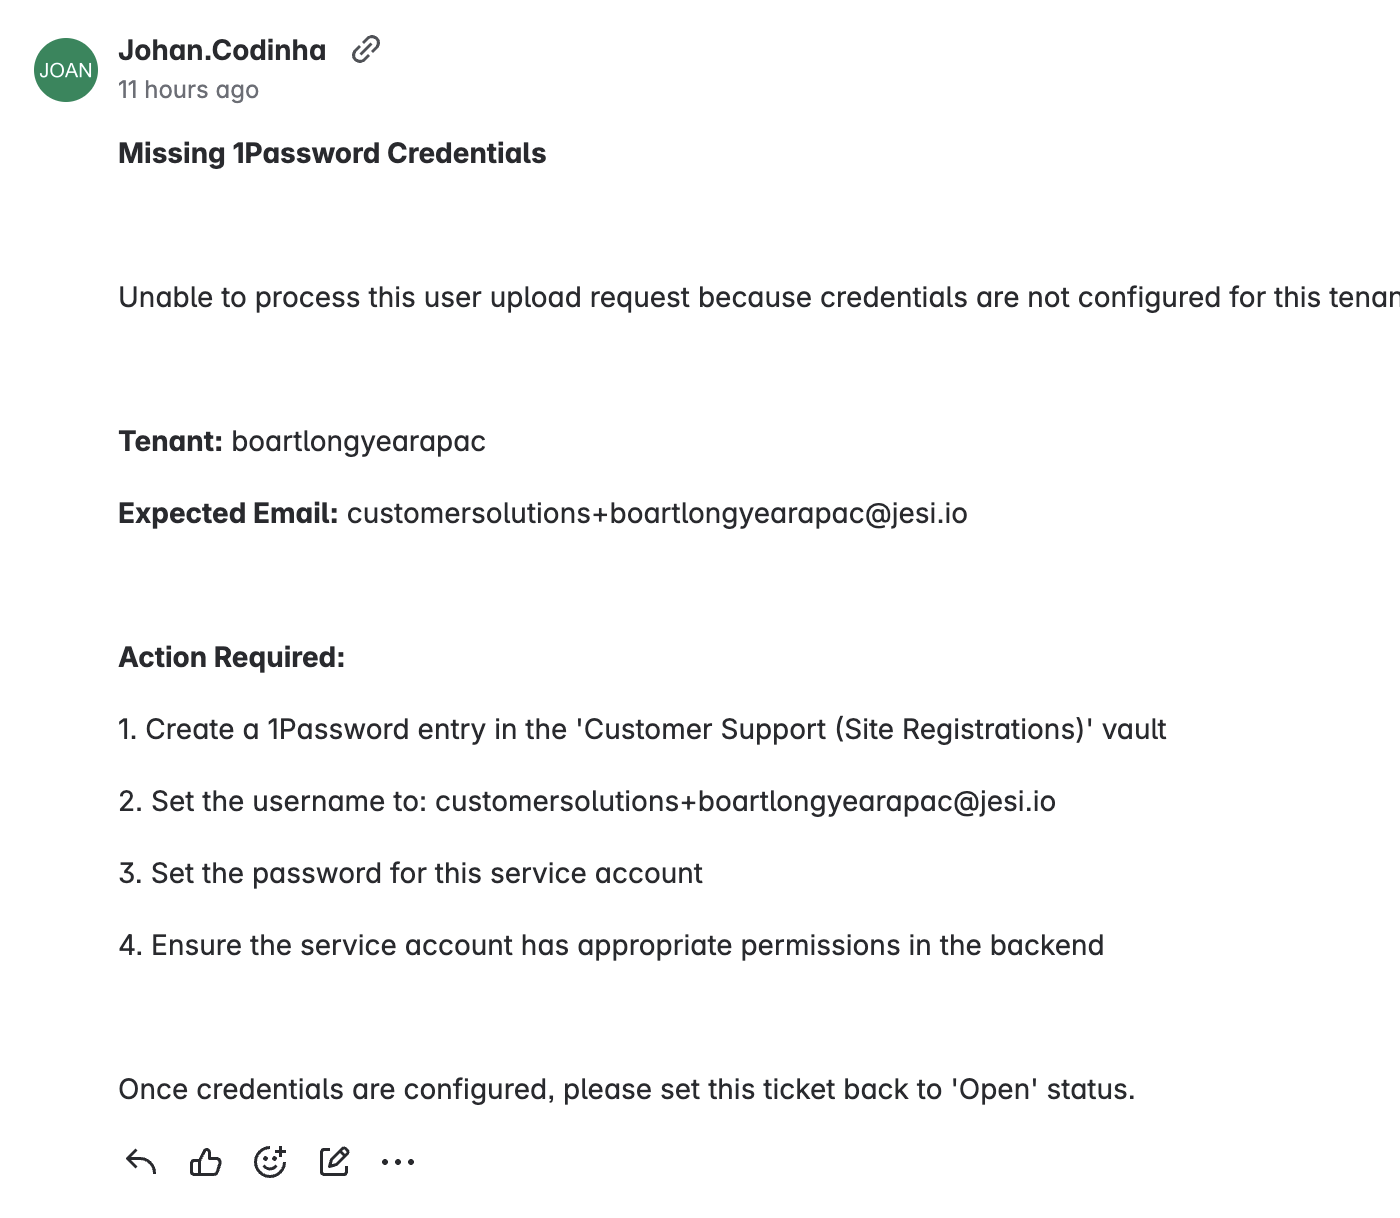 JOAN
Johan.Codinha
11 hours ago
Missing 1Password Credentials
Unable to process this user upload request because credentials are not configured for this tenan
Tenant: boartlongyearapac
Expected Email: customersolutions+boartlongyearapac@jesi.io
Action Required:
1. Create a 1Password entry in the 'Customer Support (Site Registrations)' vault
2. Set the username to: customersolutions+boartlongyearapac@jesi.io
3. Set the password for this service account
4. Ensure the service account has appropriate permissions in the backend
Once credentials are configured, please set this ticket back to 'Open' status.